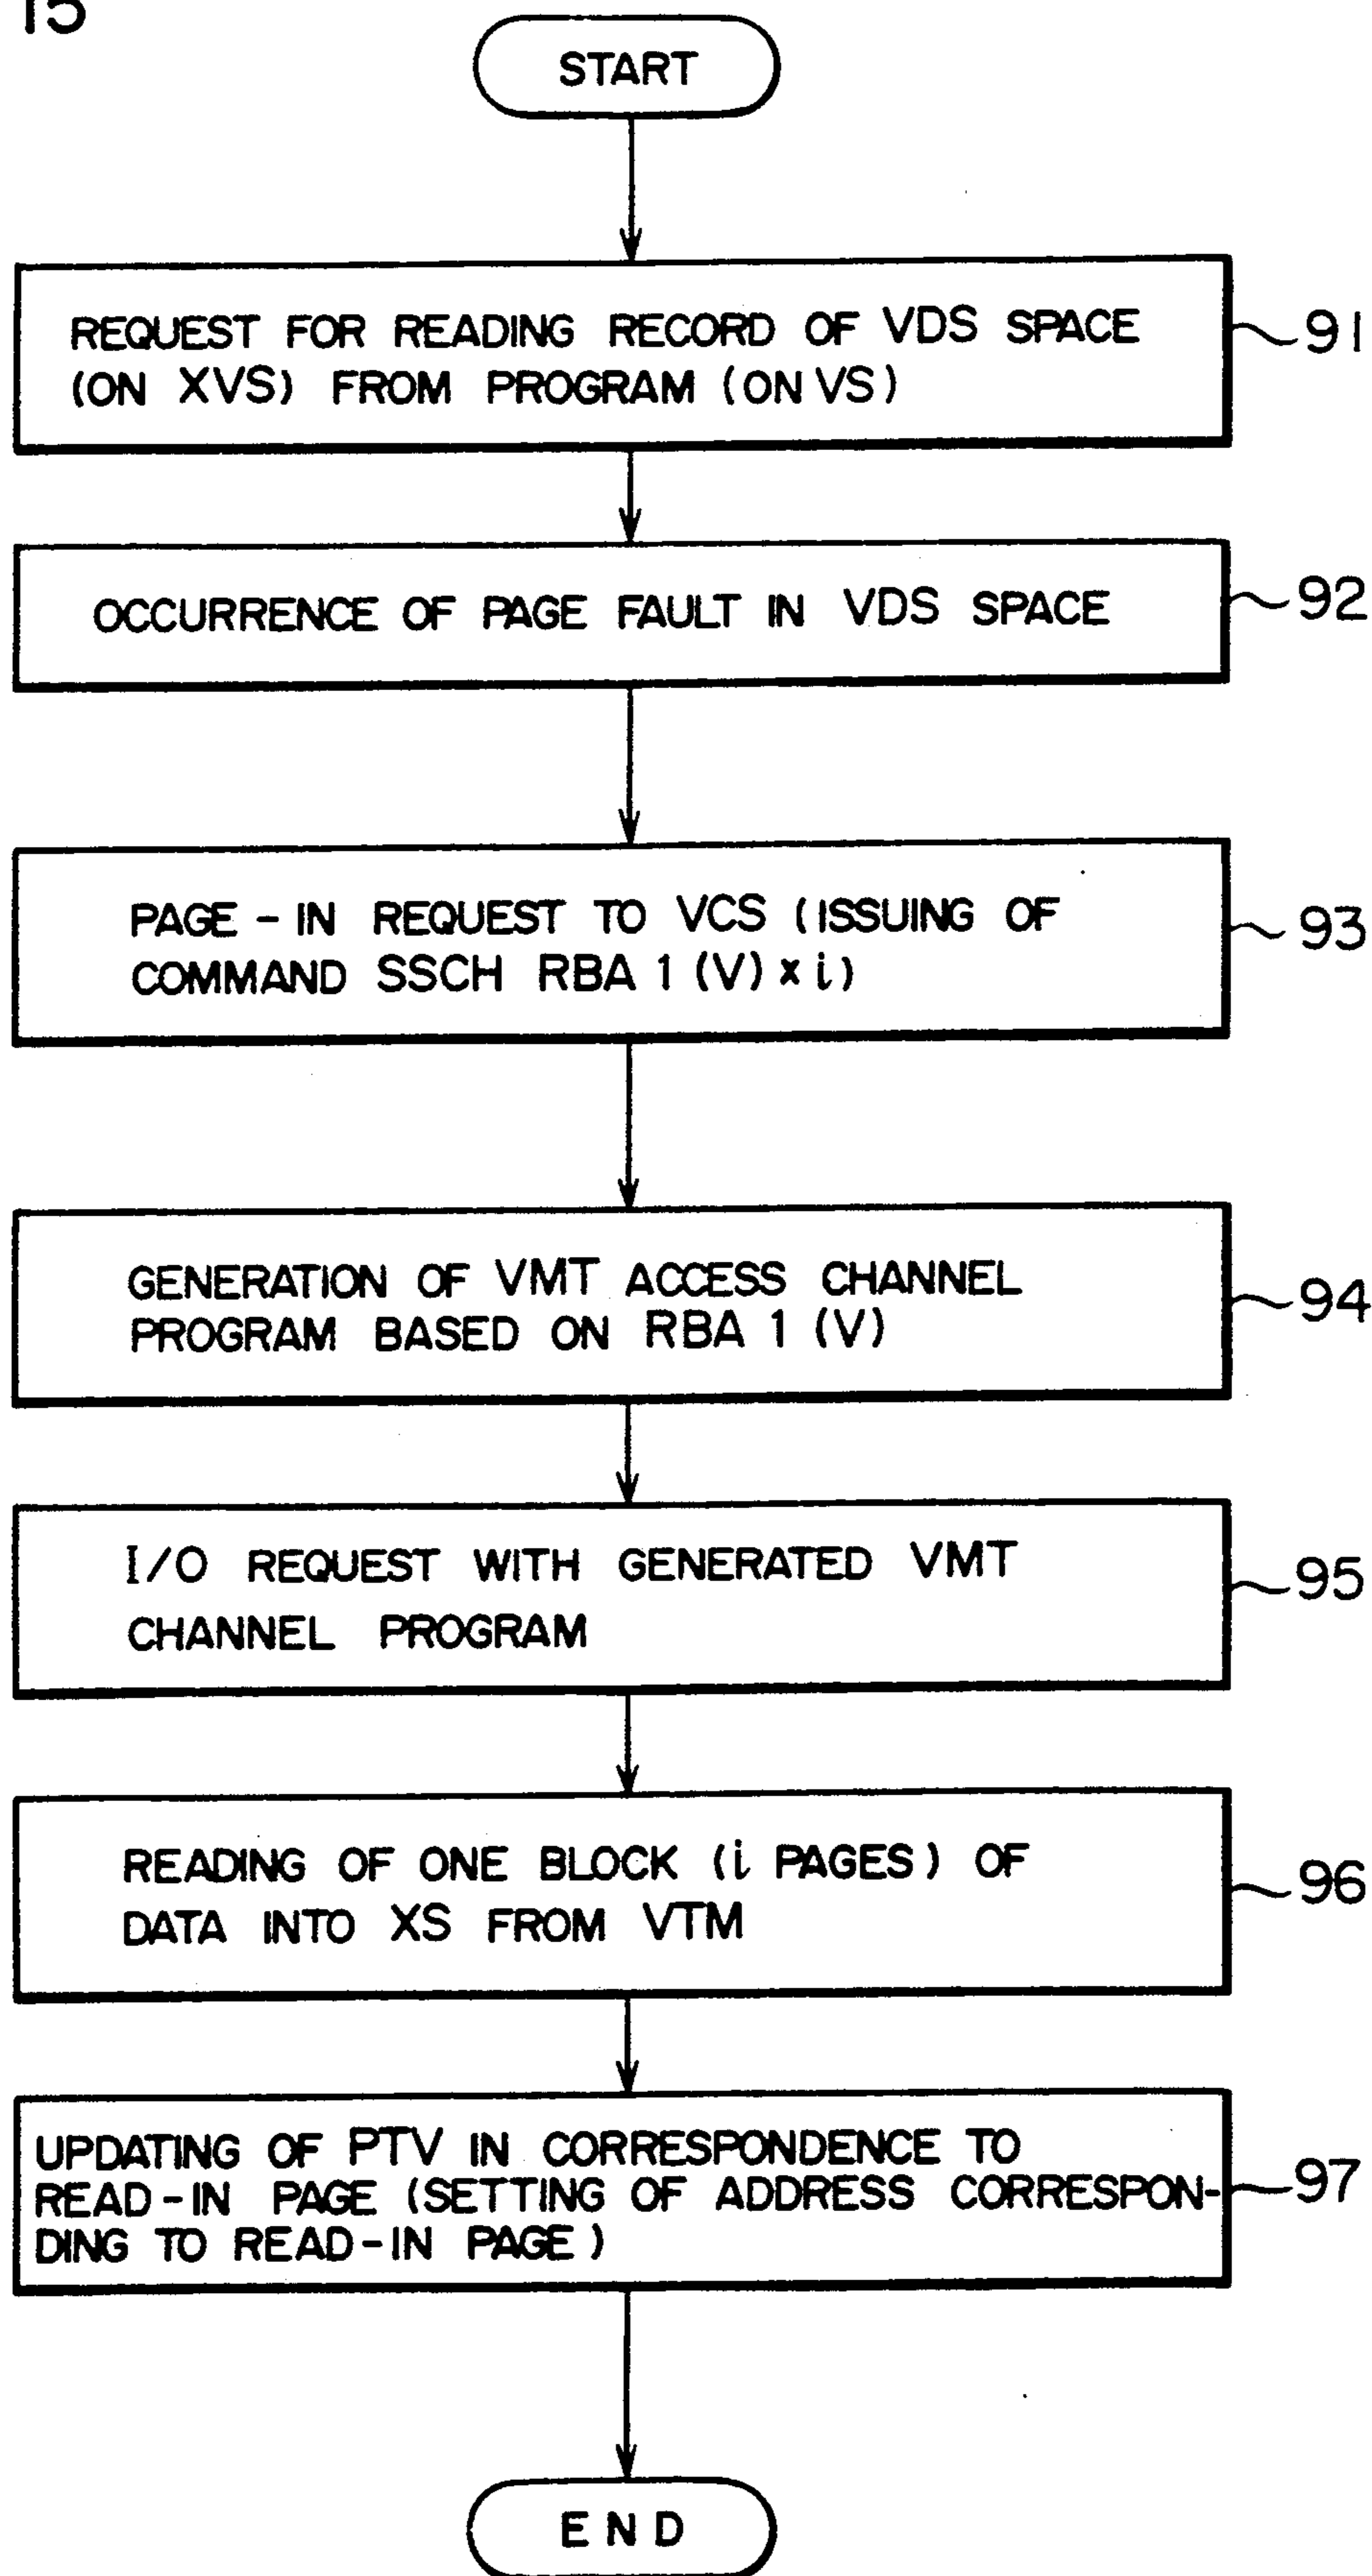 15
START
REQUEST FOR READING RECORD OF VDS SPACE
(ON XVS) FROM PROGRAM (ON VS)
91
OCCURRENCE OF PAGE FAULT IN VDS SPACE
92
PAGE-IN REQUEST TO VCS (ISSUING OF
COMMAND SSCH RBA 1 (V) x i)
93
GENERATION OF VMT ACCESS CHANNEL
PROGRAM BASED ON RBA 1 (V)
94
I/O REQUEST WITH GENERATED VMT
CHANNEL PROGRAM
95
READING OF ONE BLOCK (i PAGES) OF
DATA INTO XS FROM VTM
96
UPDATING OF PTV IN CORRESPONDENCE TO
READ-IN PAGE (SETTING OF ADDRESS CORRESPON-
DING TO READ-IN PAGE)
97
END